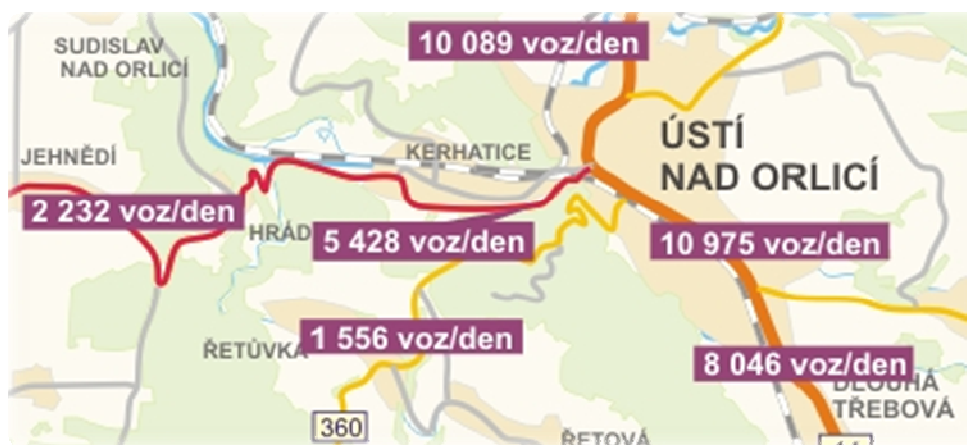 10 089 voz/den
SUDISLAV
NAD ORLICÍ
ÚSTÍ
NAD ORLICÍ
JEHNĚDÍ
KERHATICE
2 232 voz/den
HRÁD
5 428 voz/den
10 975 voz/den
1 556 voz/den
ŘETŮVKA
8 046 voz/den
DLOUHÁ
TŘEBOVÁ
360
ŘETOVÁ